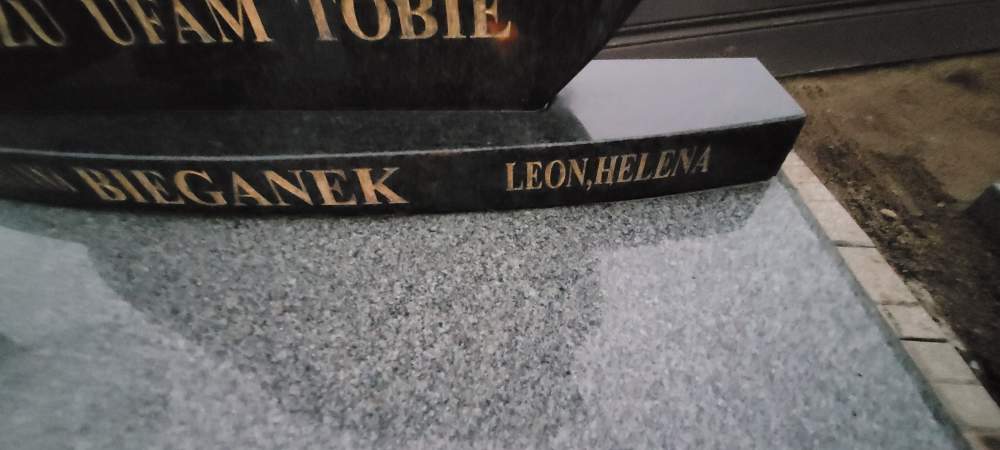 UFAM TOBIE
BIEGANEK LEON, HELENA